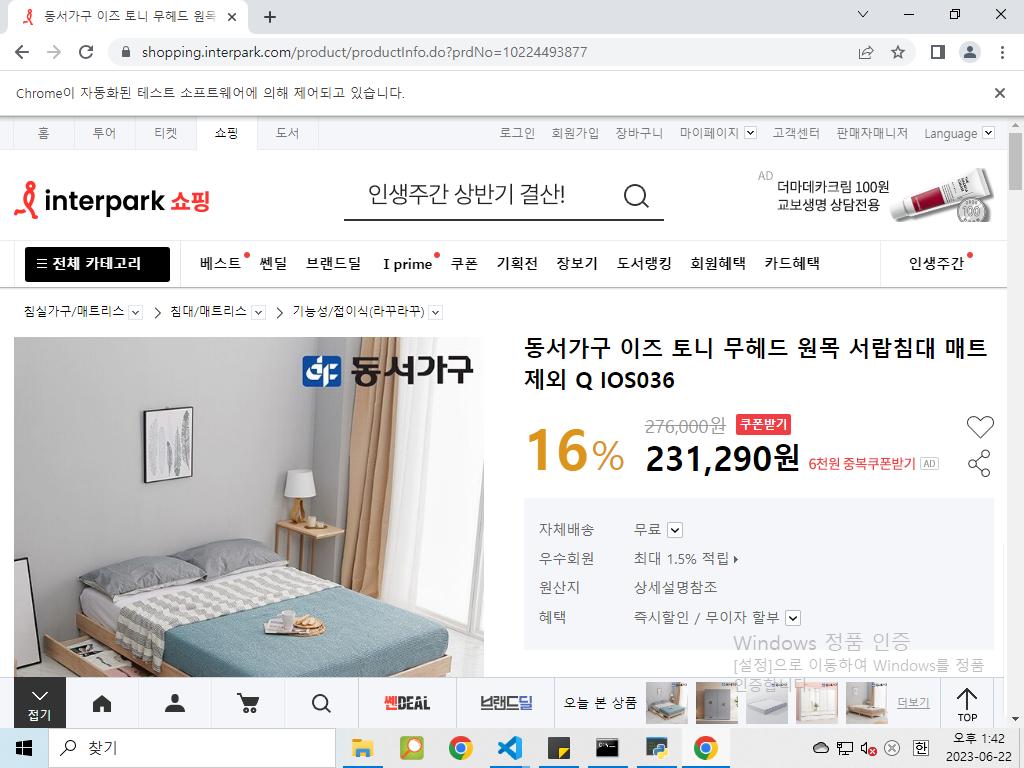 동서가구 이즈 토니 무헤드 원목
shopping.interpark.com/product/productInfo.do?prdNo=10224493877
Chrome이 자동화된 테스트 소프트웨어에 의해 제어되고 있습니다.
홈 투어 티켓 쇼핑 도서 로그인 회원가입 장바구니 마이페이지 고객센터 판매자매니저 Language
interpark 쇼핑
인생주간 상반기 결산!
AD
더마데카크림 100원
교보생명 상담전용
100
전체 카테고리 베스트 쎈딜 브랜드딜 I prime 쿠폰 기획전 장보기 도서랭킹 회원혜택 카드혜택 인생주간
침실가구/매트리스 침대/매트리스 기능성/접이식(라꾸라꾸)
동서가구
동서가구 이즈 토니 무헤드 원목 서랍침대 매트
제외 Q IOS036
16% 276,000원 쿠폰받기
231,290원 6천원 중복쿠폰받기 AD
자체배송 무료
우수회원 최대 1.5% 적립
원산지 상세설명참조
혜택 즉시할인 / 무이자 할부
Windows 정품 인증
[설정]으로 이동하여 Windows를 정품
인증합니다.
접기 쎈DEAL 브랜드딜 오늘 본 상품 더보기 TOP
찾기
한
오후 1:42
2023-06-22